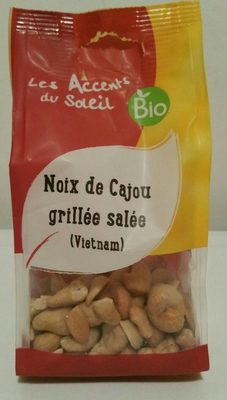 Les Accents
du Soleil
Bio
Noix de Cajou
grillée salée
(Vietnam)